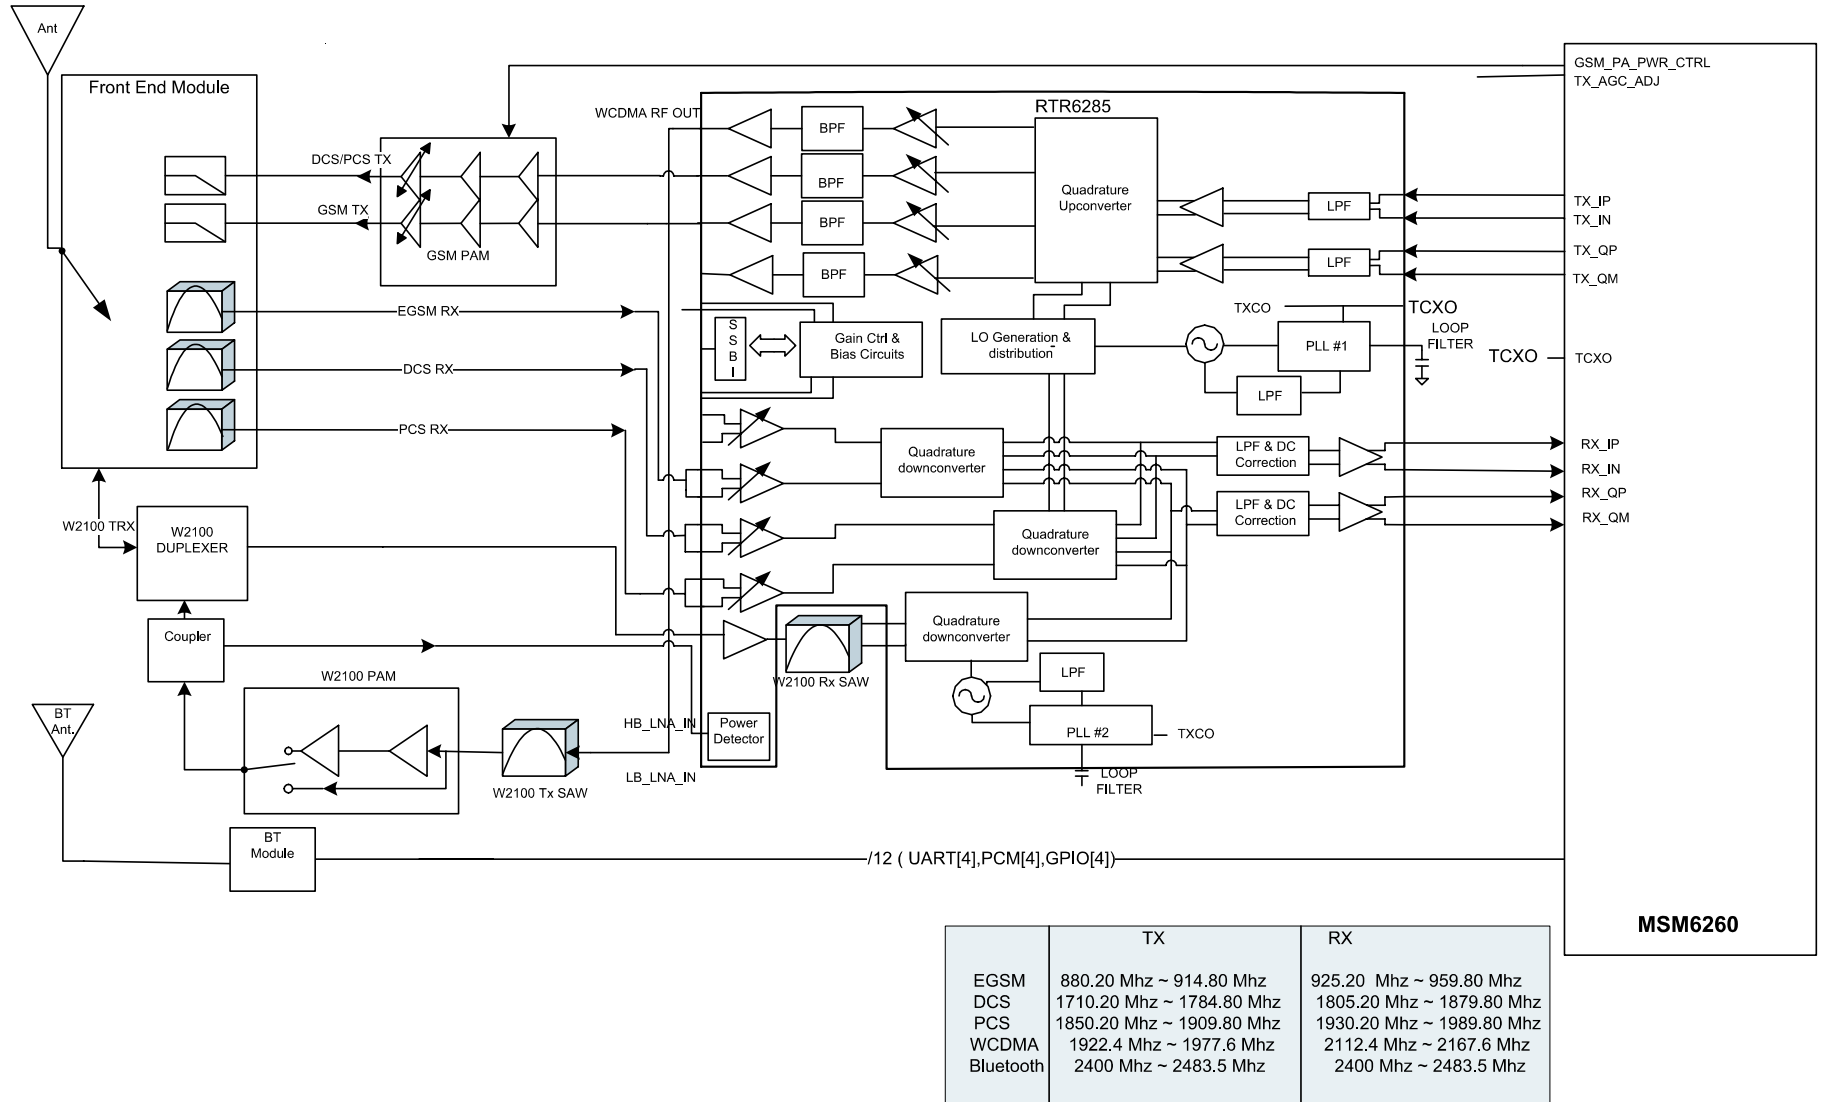 Ant
Front End Module
DCS/PCS TX
GSM TX
GSM PAM
EGSM RX
DCS RX
PCS RX
W2100 TRX
W2100
DUPLEXER
Coupler
W2100 PAM
BT
Ant.
BT
Module
W2100 Tx SAW
WCDMA RF OUT
HB_LNA_IN
LB_LNA_IN
RTR6285
BPF
BPF
BPF
BPF
Quadrature
Upconverter
LPF
LPF
S
S
B
I
Gain Ctrl &
Bias Circuits
LO Generation &
distribution
TXCO
TCXO
PLL #1
LPF
LOOP
FILTER
Quadrature
downconverter
LPF & DC
Correction
LPF & DC
Correction
Quadrature
downconverter
Quadrature
downconverter
W2100 Rx SAW
Power
Detector
LPF
PLL #2
TXCO
LOOP
FILTER
/12 ( UART[4],PCM[4],GPIO[4])
GSM_PA_PWR_CTRL
TX_AGC_ADJ
TX_IP
TX_IN
TX_QP
TX_QM
TCXO
TCXO
RX_IP
RX_IN
RX_QP
RX_QM
MSM6260
TX RX
EGSM 880.20 Mhz ~ 914.80 Mhz 925.20 Mhz ~ 959.80 Mhz
DCS 1710.20 Mhz ~ 1784.80 Mhz 1805.20 Mhz ~ 1879.80 Mhz
PCS 1850.20 Mhz ~ 1909.80 Mhz 1930.20 Mhz ~ 1989.80 Mhz
WCDMA 1922.4 Mhz ~ 1977.6 Mhz 2112.4 Mhz ~ 2167.6 Mhz
Bluetooth 2400 Mhz ~ 2483.5 Mhz 2400 Mhz ~ 2483.5 Mhz